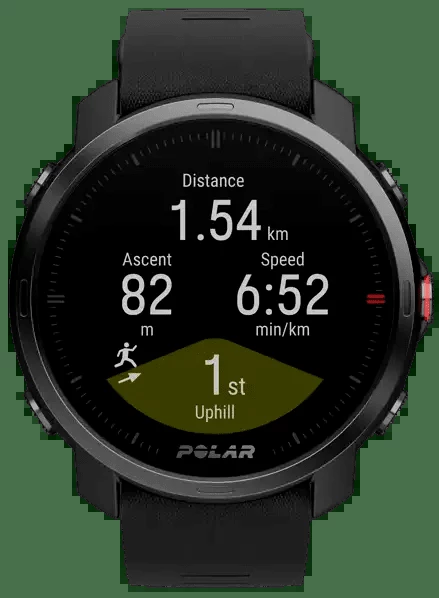 Distance
1.54 km
Ascent Speed
82 6:52
m min/km
1st
Uphill
POLAR